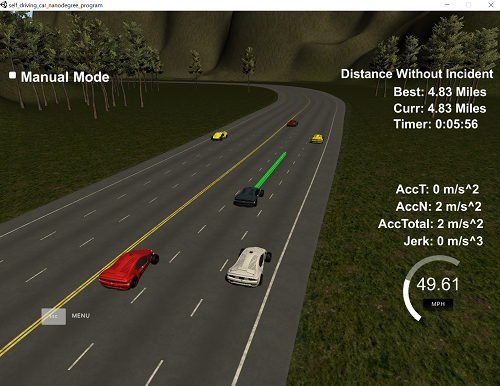 self_driving_car_nanodegree_program
Manual Mode
Distance Without Incident
Best: 4.83 Miles
Curr: 4.83 Miles
Timer: 0:05:56
AccT: 0 m/s^2
AccN: 2 m/s^2
AccTotal: 2 m/s^2
Jerk: 0 m/s^3
49.61
MPH
MENU